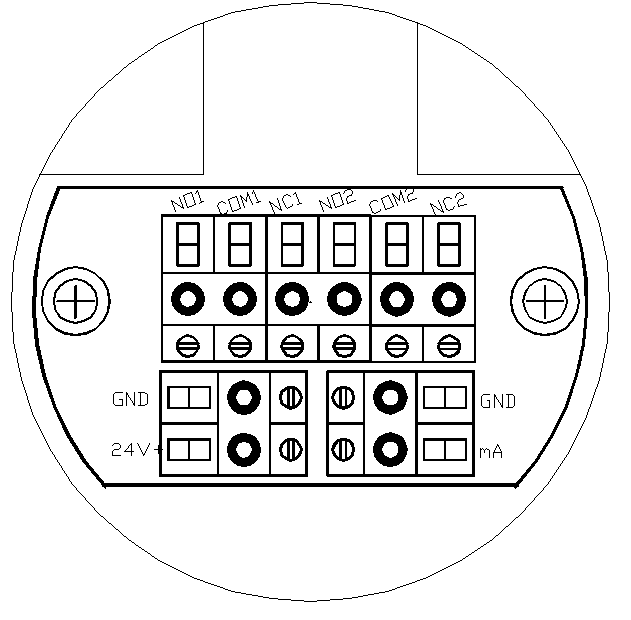 NO1 COM1 NC1 NO2 COM2 NC2
GND GND
24V+ mA